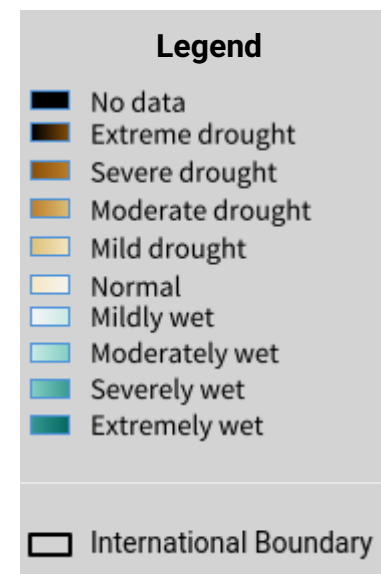 Legend
No data
Extreme drought
Severe drought
Moderate drought
Mild drought
Normal
Mildly wet
Moderately wet
Severely wet
Extremely wet
International Boundary